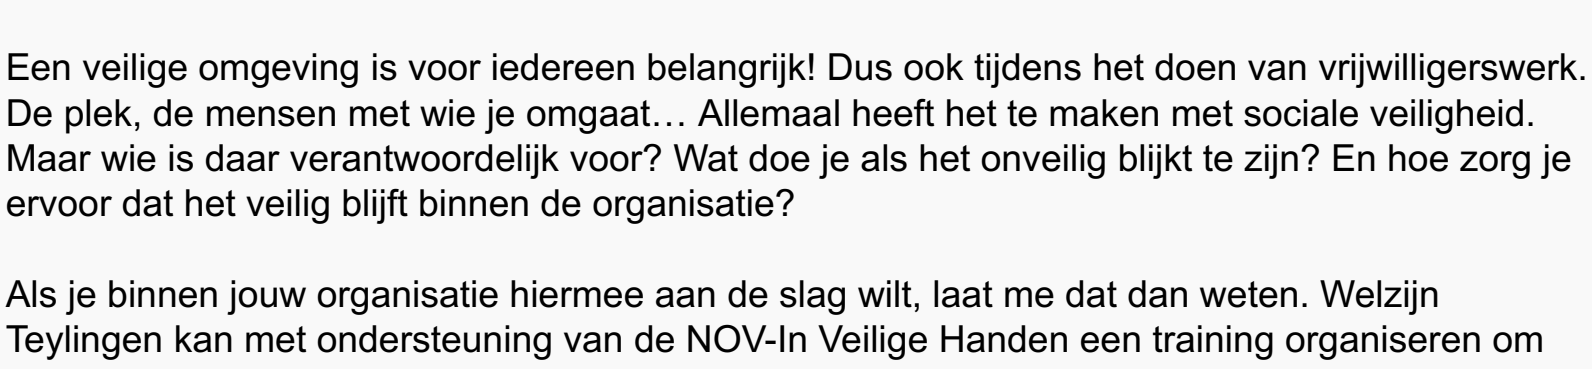 Een veilige omgeving is voor iedereen belangrijk! Dus ook tijdens het doen van vrijwilligerswerk.
De plek, de mensen met wie je omgaat… Allemaal heeft het te maken met sociale veiligheid.
Maar wie is daar verantwoordelijk voor? Wat doe je als het onveilig blijkt te zijn? En hoe zorg je
ervoor dat het veilig blijft binnen de organisatie?
Als je binnen jouw organisatie hiermee aan de slag wilt, laat me dat dan weten. Welzijn
Teylingen kan met ondersteuning van de NOV-In Veilige Handen een training organiseren om